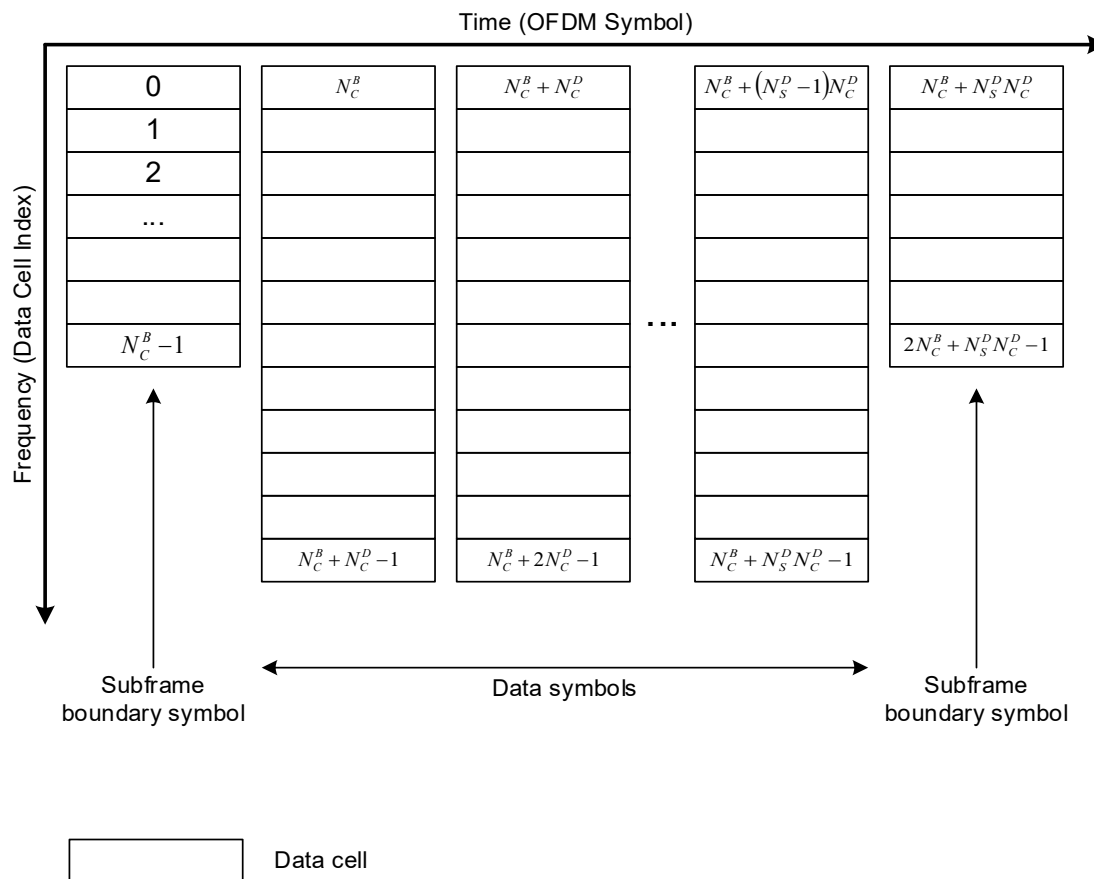 Time (OFDM Symbol)
Frequency (Data Cell Index)
0
1
2
...
$N_C^B - 1$
$N_C^B$
$N_C^B + N_C^D - 1$
$N_C^B + N_C^D$
$N_C^B + 2N_C^D - 1$
...
$N_C^B + (N_S^D - 1)N_C^D$
$N_C^B + N_S^D N_C^D - 1$
$N_C^B + N_S^D N_C^D$
$2N_C^B + N_S^D N_C^D - 1$
Subframe
boundary symbol
Data symbols
Subframe
boundary symbol
Data cell